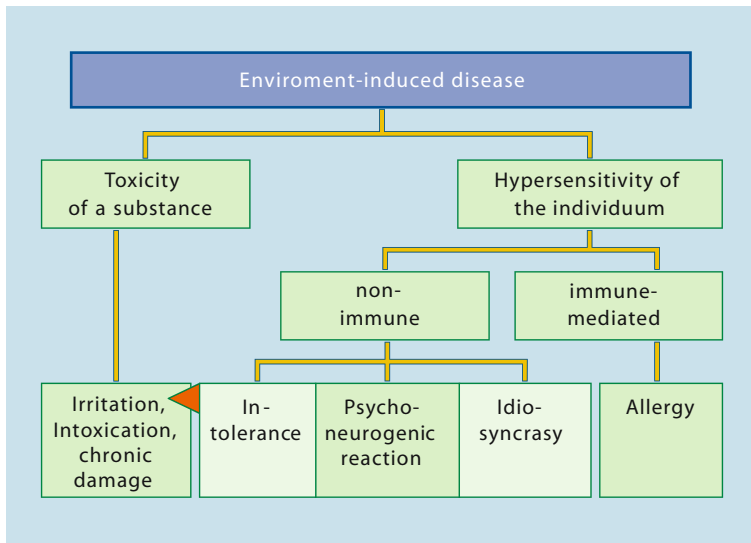 Enviroment-induced disease
Toxicity
of a substance
Hypersensitivity of
the individuum
non-
immune
immune-
mediated
Irritation,
Intoxication,
chronic
damage
In-
tolerance
Psycho-
neurogenic
reaction
Idio-
syncrasy
Allergy